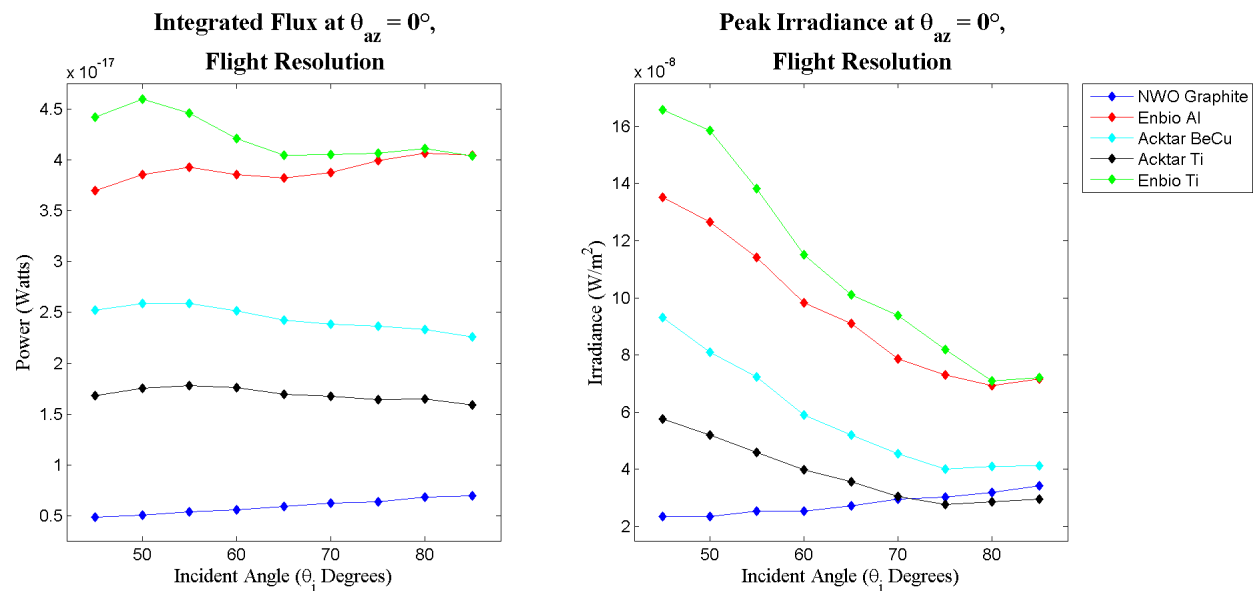 Integrated Flux at θaz = 0°,
Flight Resolution
x 10-17
4.5
4
3.5
3
2.5
2
1.5
1
0.5
50
60
70
80
Power (Watts)
Incident Angle (θi Degrees)
Peak Irradiance at θaz = 0°,
Flight Resolution
x 10-8
16
14
12
10
8
6
4
2
50
60
70
80
Irradiance (W/m2)
Incident Angle (θi Degrees)
NWO Graphite
Enbio Al
Acktar BeCu
Acktar Ti
Enbio Ti